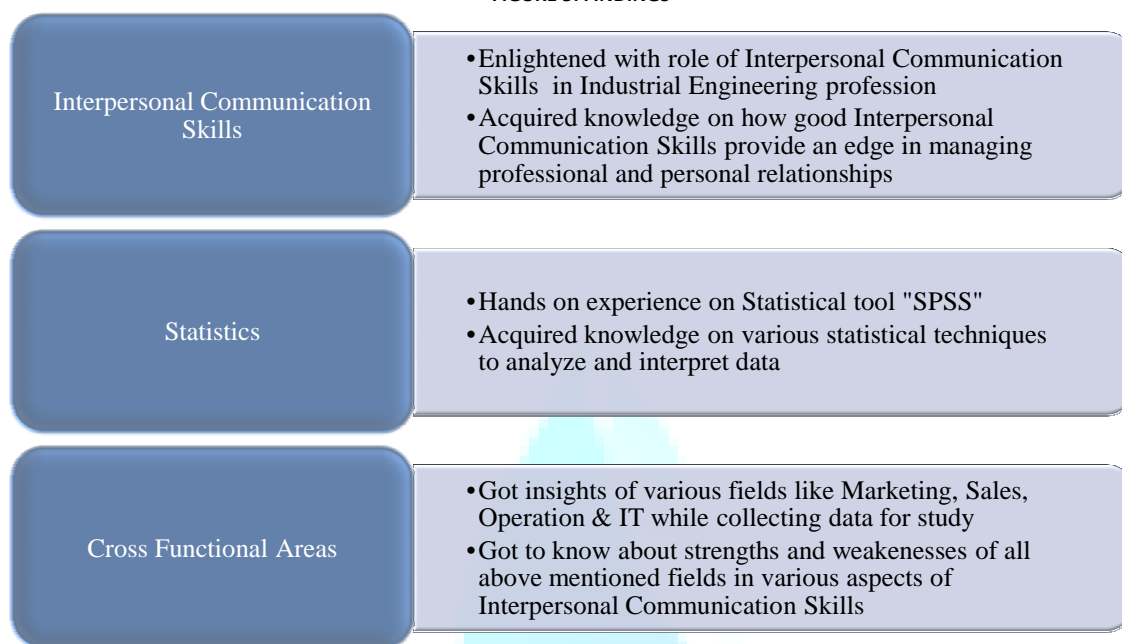 Interpersonal Communication
Skills
•Enlightened with role of Interpersonal Communication
Skills in Industrial Engineering profession
•Acquired knowledge on how good Interpersonal
Communication Skills provide an edge in managing
professional and personal relationships
Statistics
•Hands on experience on Statistical tool "SPSS"
•Acquired knowledge on various statistical techniques
to analyze and interpret data
Cross Functional Areas
•Got insights of various fields like Marketing, Sales,
Operation & IT while collecting data for study
•Got to know about strengths and weakenesses of all
above mentioned fields in various aspects of
Interpersonal Communication Skills